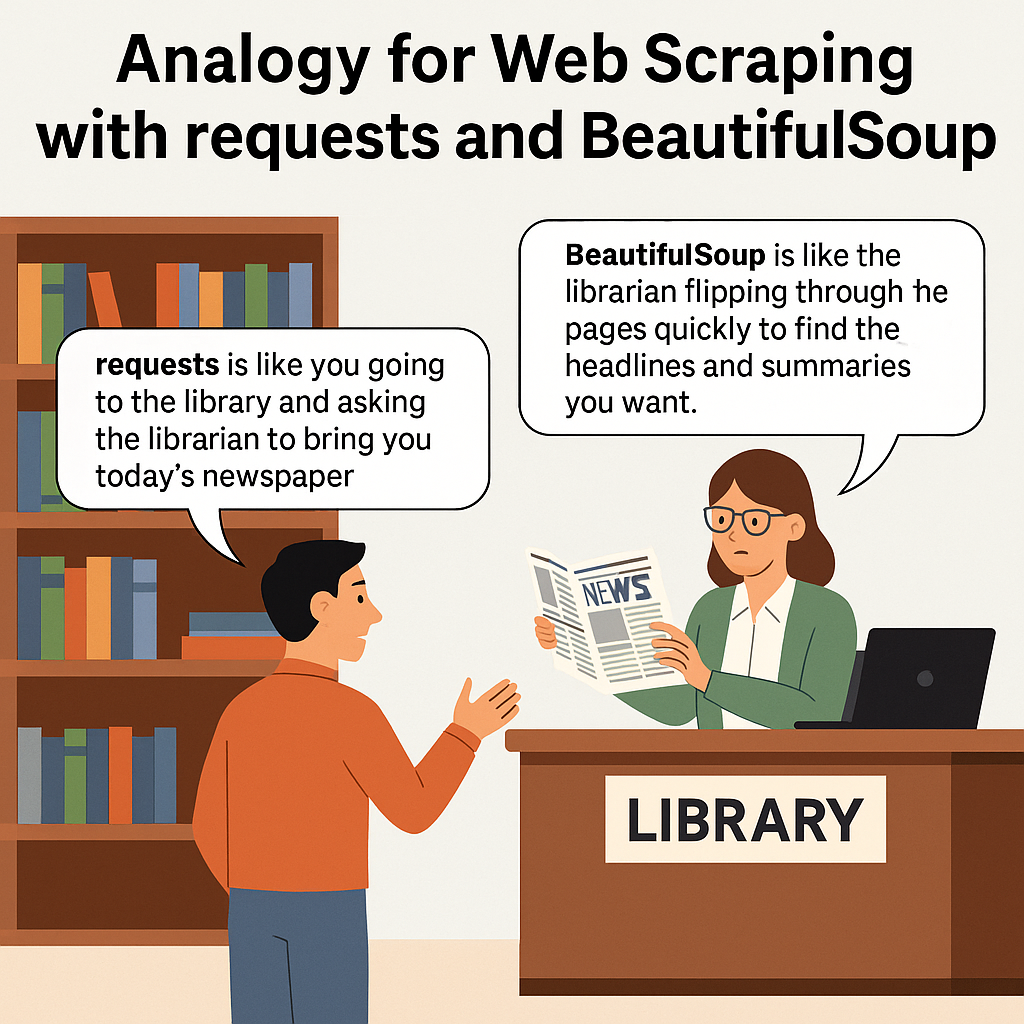 Analogy for Web Scraping
with requests and BeautifulSoup
requests is like you going
to the library and asking
the librarian to bring you
today's newspaper
BeautifulSoup is like the
librarian flipping through he
pages quickly to find the
headlines and summaries
you want.
NEWS
LIBRARY